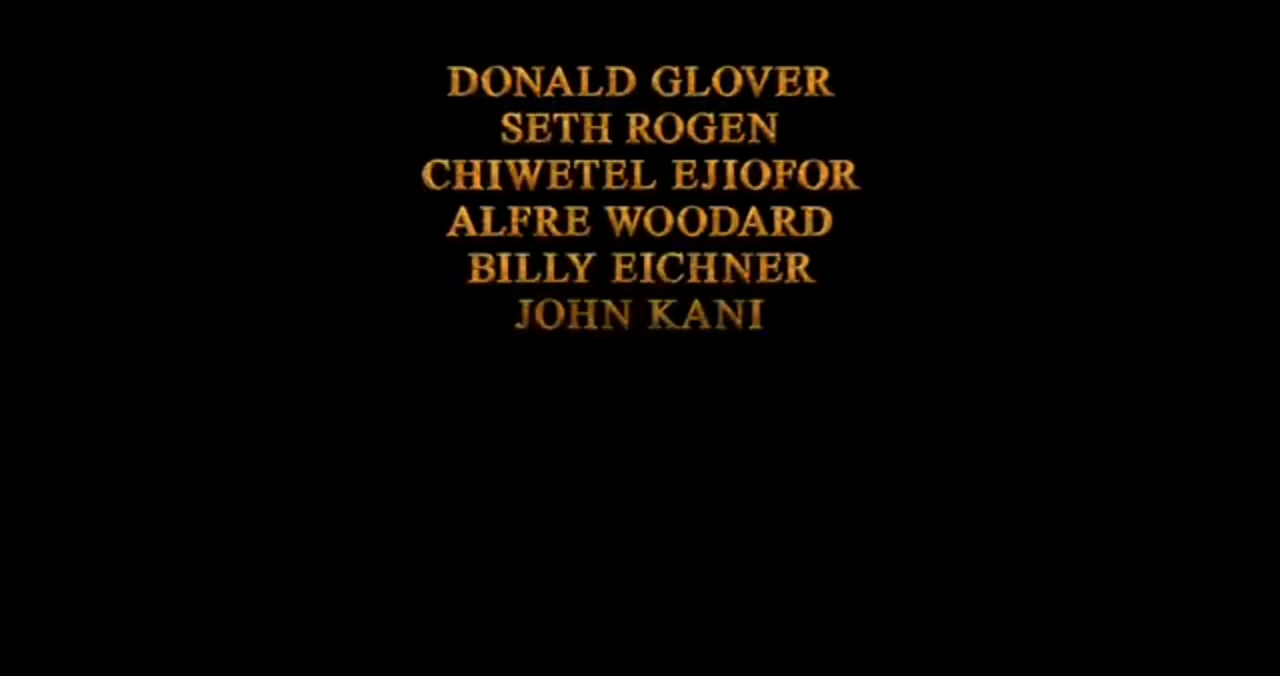 DONALD GLOVER
SETH ROGEN
CHIWETEL EJIOFOR
ALFRE WOODARD
BILLY EICHNER
JOHN KANI